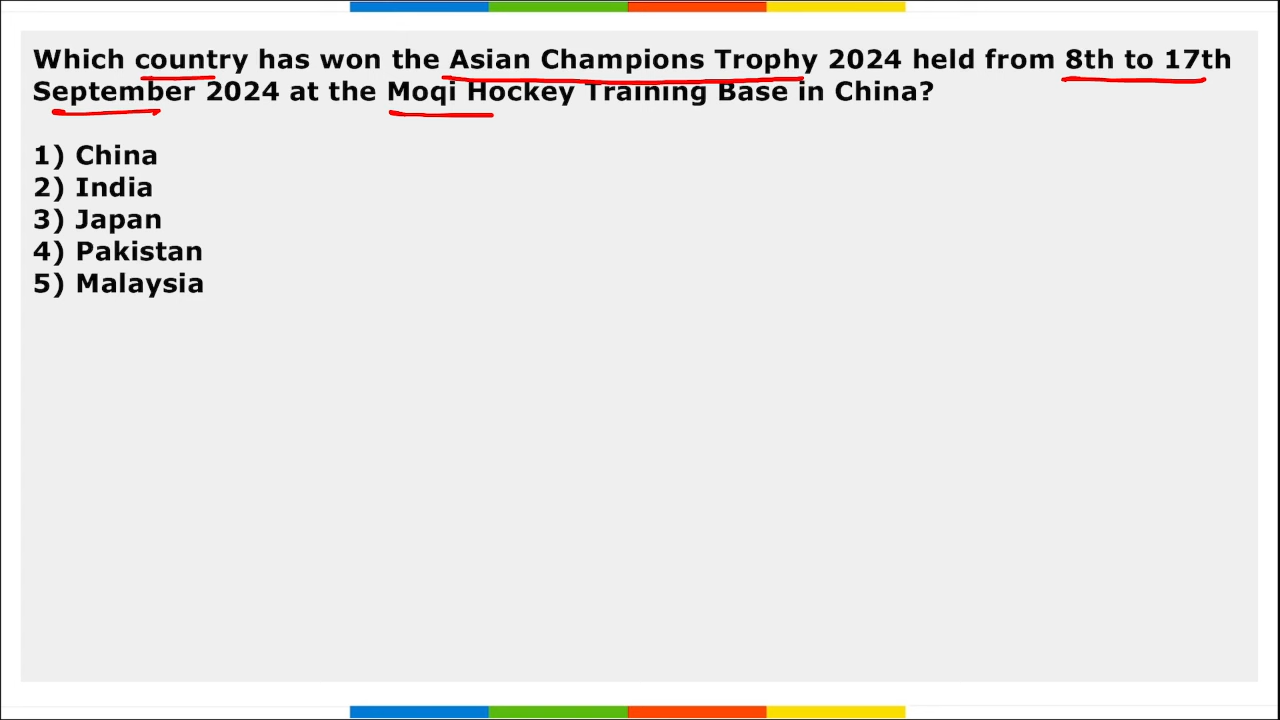 Which country has won the Asian Champions Trophy 2024 held from 8th to 17th
September 2024 at the Moqi Hockey Training Base in China?
1) China
2) India
3) Japan
4) Pakistan
5) Malaysia